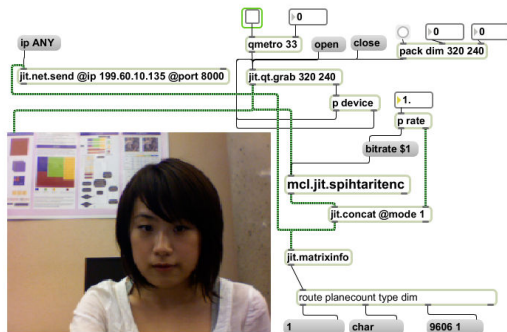 0
ip ANY
qmetro 33
open
close
0
0
pack dim 320 240
jit.net.send @ip 199.60.10.135 @port 8000
jit.qt.grab 320 240
p device
1.
p rate
bitrate $1
mcl.jit.spihtaritenc
jit.concat @mode 1
jit.matrixinfo
route planecount type dim
1
char
9606 1